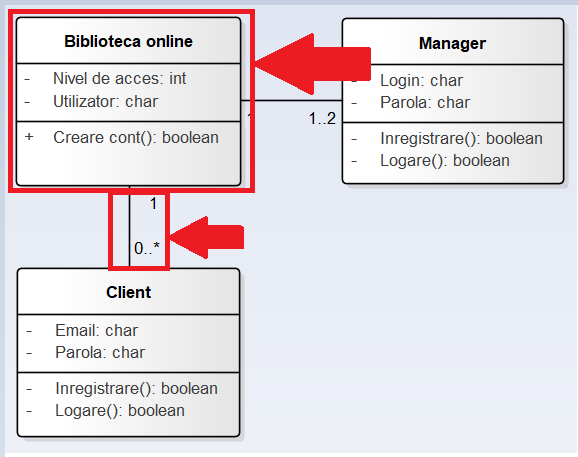 Biblioteca online
- Nivel de acces: int
- Utilizator: char
+ Creare cont(): boolean
Manager
- Login: char
- Parola: char
- Inregistrare(): boolean
- Logare(): boolean
1..2
1
0..*
Client
- Email: char
- Parola: char
- Inregistrare(): boolean
- Logare(): boolean